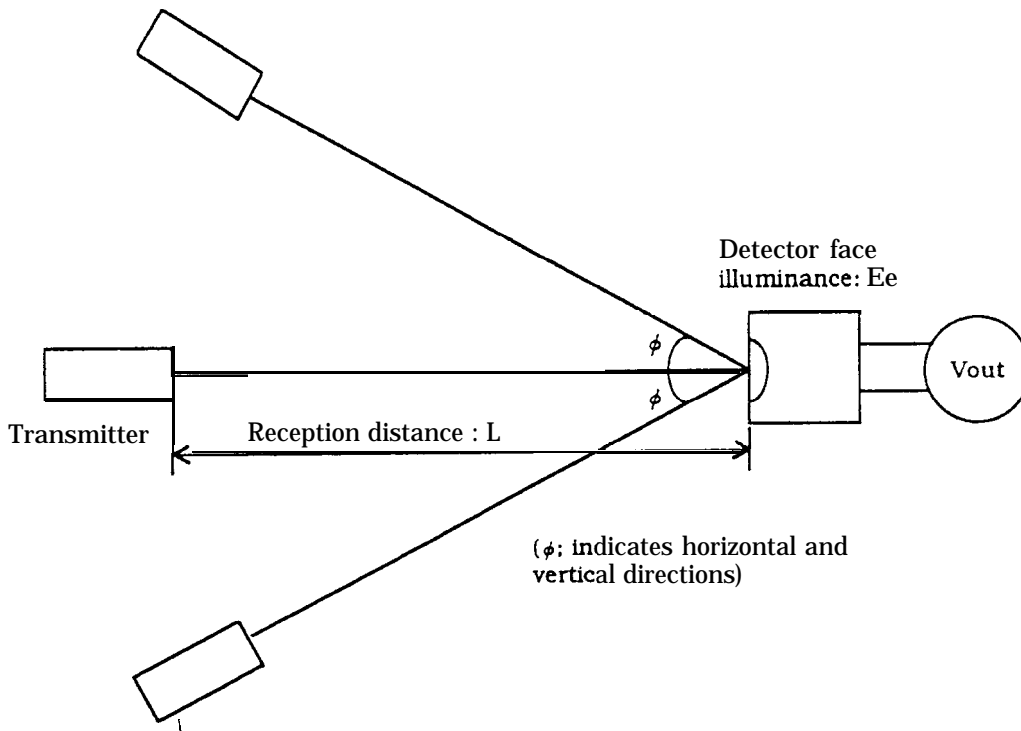 Detector face
illuminance: Ee
ϕ
ϕ
Vout
Transmitter
Reception distance : L
(ϕ; indicates horizontal and
vertical directions)